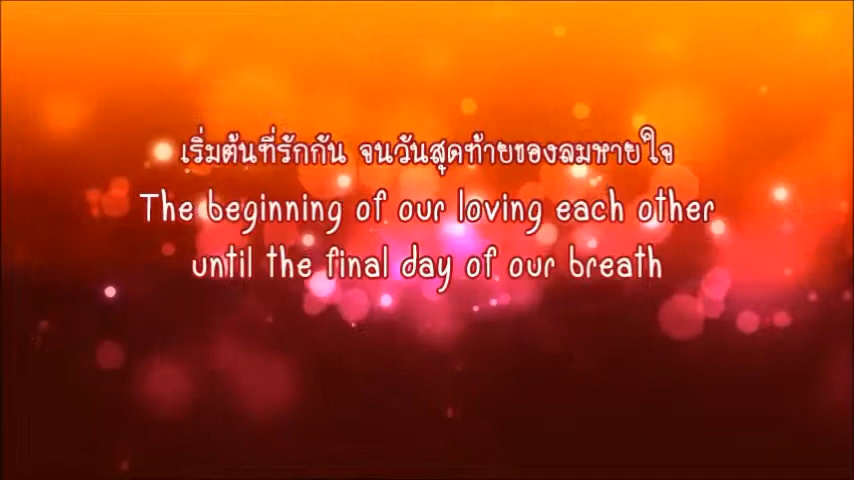 เริ่มต้นที่รักกัน จนวันสุดท้ายของลมหายใจ
The beginning of our loving each other
until the final day of our breath